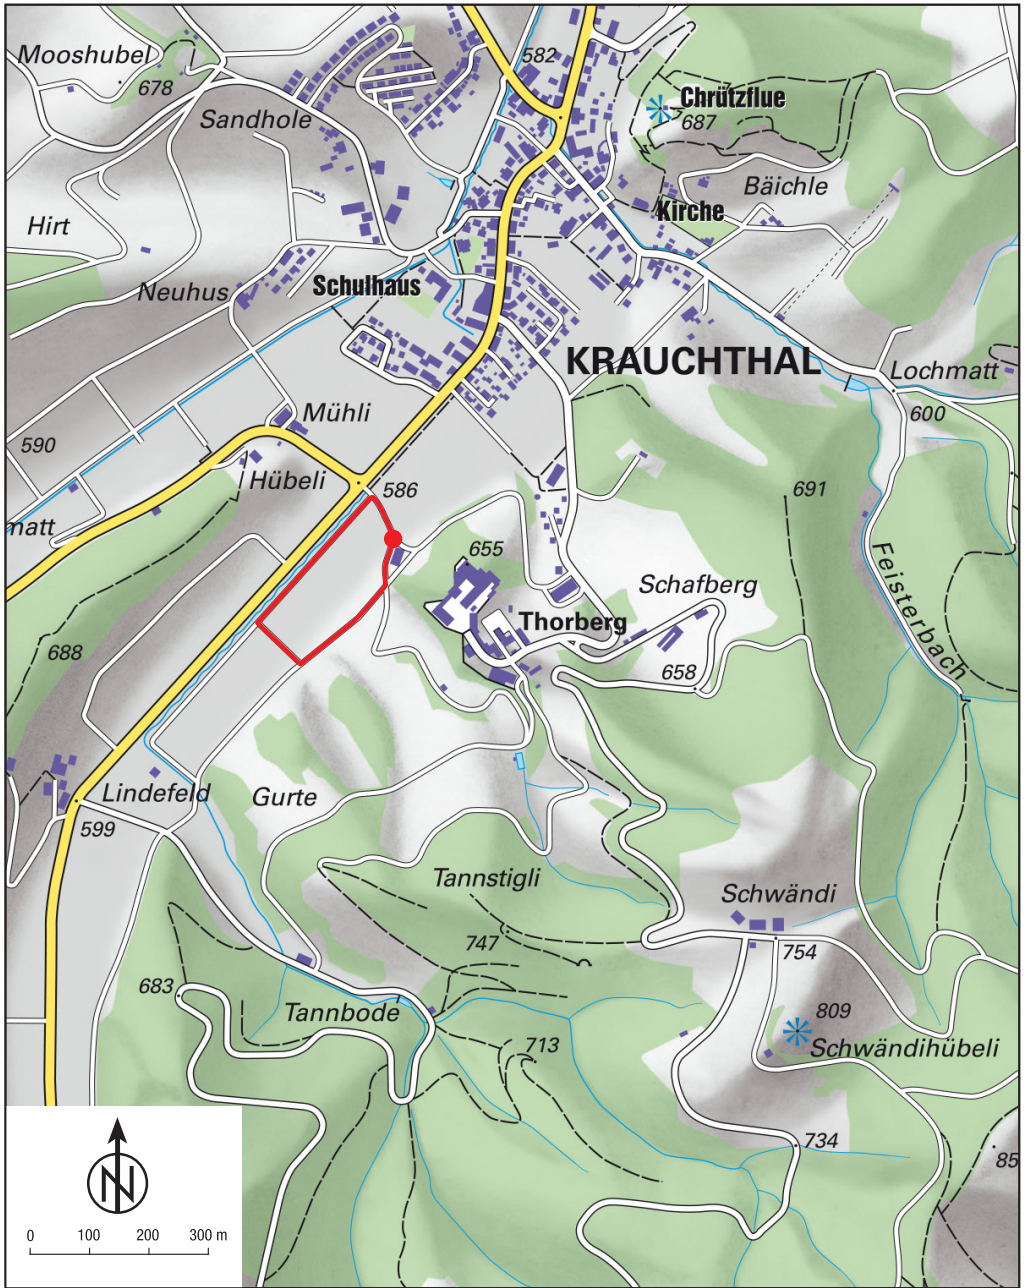 Mooshubel
582
678
Chrützflue
687
Sandhole
Bäichle
Kirche
Hirt
Neuhus
Schulhaus
KRAUCHTHAL
Lochmatt
600
Mühli
590
Hübeli
586
691
matt
655
Feisterbach
Schafberg
Thorberg
688
658
Lindefeld
Gurte
599
Tannstigli
Schwändi
747
754
683
Tannbode
809
Schwändihübeli
713
734
85
N
0 100 200 300 m